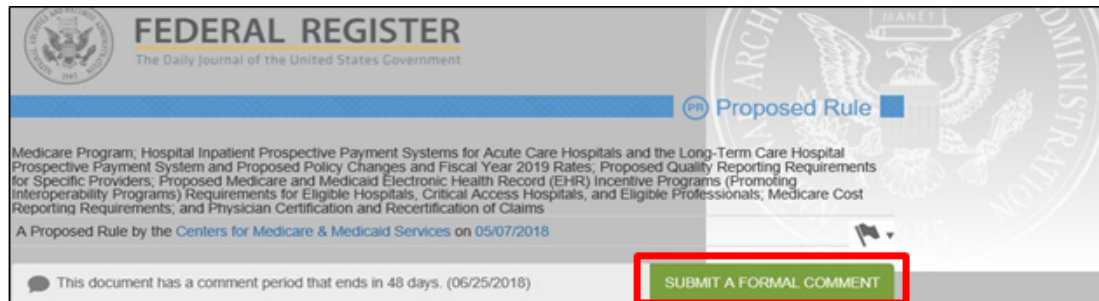 FEDERAL REGISTER
The Daily Journal of the United States Government
PR Proposed Rule
Medicare Program; Hospital Inpatient Prospective Payment Systems for Acute Care Hospitals and the Long-Term Care Hospital
Prospective Payment System and Proposed Policy Changes and Fiscal Year 2019 Rates; Proposed Quality Reporting Requirements
for Specific Providers; Proposed Medicare and Medicaid Electronic Health Record (EHR) Incentive Programs (Promoting
Interoperability Programs) Requirements for Eligible Hospitals, Critical Access Hospitals, and Eligible Professionals; Medicare Cost
Reporting Requirements; and Physician Certification and Recertification of Claims
A Proposed Rule by the Centers for Medicare & Medicaid Services on 05/07/2018
This document has a comment period that ends in 48 days. (06/25/2018)
SUBMIT A FORMAL COMMENT